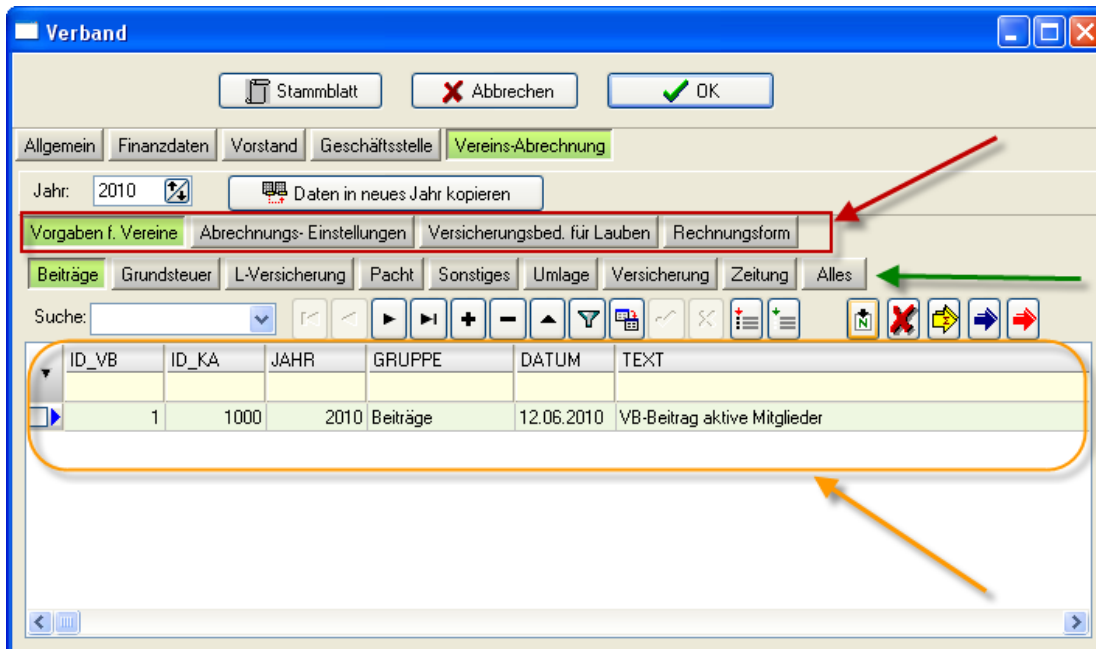 Verband
Stammblatt Abbrechen OK
Allgemein Finanzdaten Vorstand Geschäftsstelle Vereins-Abrechnung
Jahr: 2010 Daten in neues Jahr kopieren
Vorgaben f. Vereine Abrechnungs- Einstellungen Versicherungsbed. für Lauben Rechnungsform
Beiträge Grundsteuer L-Versicherung Pacht Sonstiges Umlage Versicherung Zeitung Alles
Suche: N
ID_VB ID_KA JAHR GRUPPE DATUM TEXT
1 1000 2010 Beiträge 12.06.2010 VB-Beitrag aktive Mitglieder